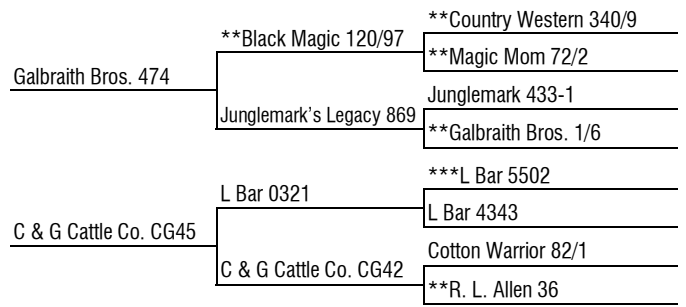 **Country Western 340/9
**Black Magic 120/97
**Magic Mom 72/2
Galbraith Bros. 474
Junglemark 433-1
Junglemark's Legacy 869
**Galbraith Bros. 1/6
***L Bar 5502
L Bar 0321
L Bar 4343
C & G Cattle Co. CG45
Cotton Warrior 82/1
C & G Cattle Co. CG42
**R. L. Allen 36